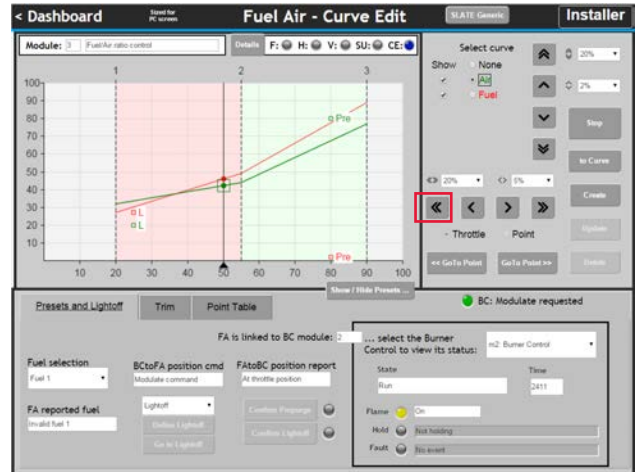 < Dashboard
Sized for
PC screen
Fuel Air - Curve Edit
SLATE Generic
Installer
Module: 3 Fuel/Air ratio control
Details
F: H: V: SU: CE:
Select curve
Show
None
Air
Fuel
20%
2%
Stop
to Curve
Create
Update
Delete
20%
5%
Throttle
Point
<< GoTo Point
GoTo Point >>
1 2 3
100
90
80
70
60
50
40
30
20
10
Pre
L
L
Pre
10 20 30 40 50 60 70 80 90 100
Show / Hide Presets ...
BC: Modulate requested
Presets and Lightoff
Trim
Point Table
FA is linked to BC module: 2
... select the Burner
Control to view its status:
m2: Burner Control
Fuel selection
Fuel 1
BCtoFA position cmd
Modulate command
FAtoBC position report
At throttle position
State
Run
Time
2411
FA reported fuel
Invalid fuel 1
Lightoff
Define Lightoff
Go to Lightoff
Confirm Prepurge
Confirm Lightoff
Flame On
Hold Not holding
Fault No event